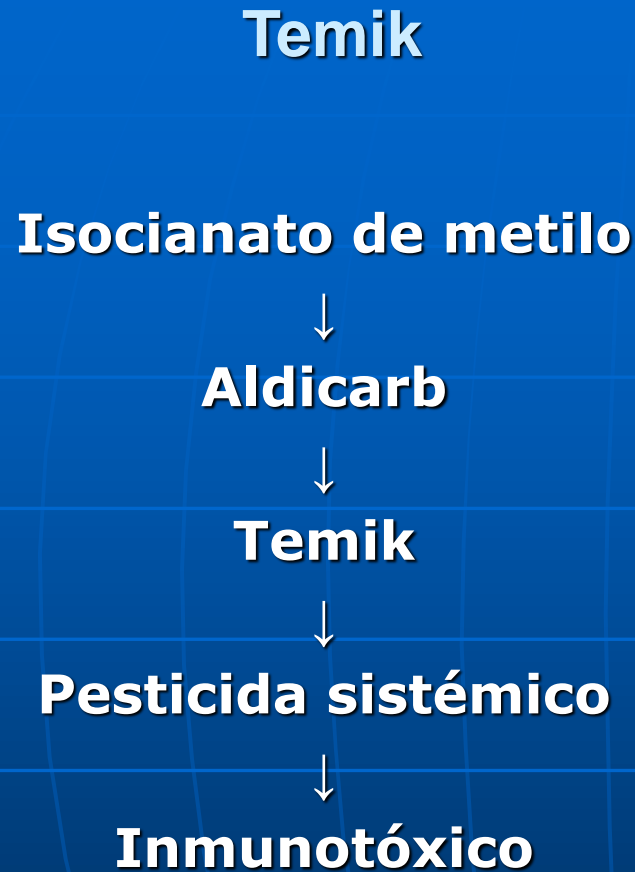 Temik
Isocianato de metilo
↓
Aldicarb
↓
Temik
↓
Pesticida sistémico
↓
Inmunotóxico